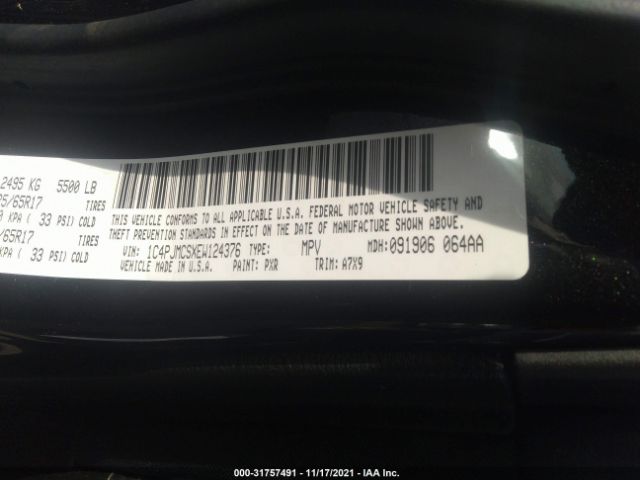 2495 KG 5500 LB
5/65R17 TIRES
KPA ( 33 PSI) COLD
/65R17 TIRES
KPA ( 33 PSI) COLD
THIS VEHICLE CONFORMS TO ALL APPLICABLE U.S.A. FEDERAL MOTOR VEHICLE SAFETY AND
THEFT PREVENTION STANDARDS IN EFFECT ON THE DATE OF MANUFACTURE SHOWN ABOVE.
VIN: 1C4PJMCSXEW124376 TYPE: MPV MDH: 091906 064AA
VEHICLE MADE IN U.S.A. PAINT: PXR TRIM: A7X9
000-31757491 - 11/17/2021 - IAA Inc.